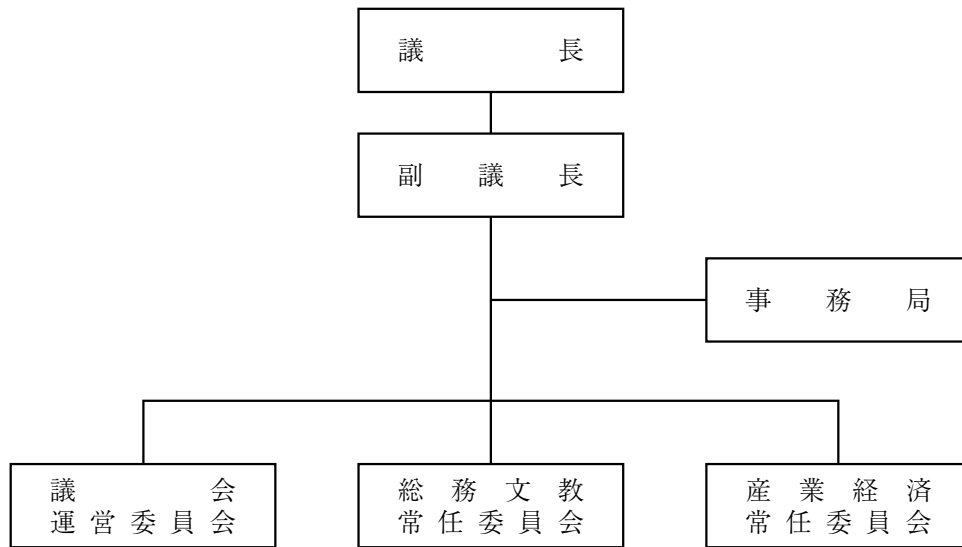 議長
副議長
事務局
議会
運営委員会
総務文教
常任委員会
産業経済
常任委員会